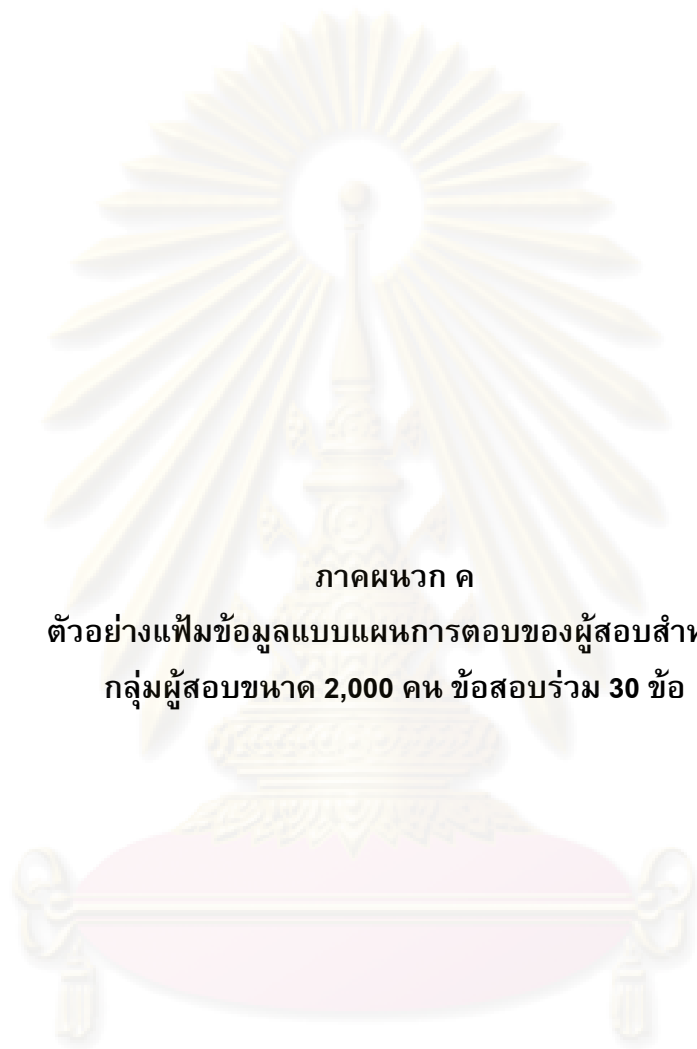 ภาคผนวก ค
ตัวอย่างแฟ้มข้อมูลแบบแผนการตอบของผู้สอบสำ
กลุ่มผู้สอบขนาด 2,000 คน ข้อสอบร่วม 30 ข้อ